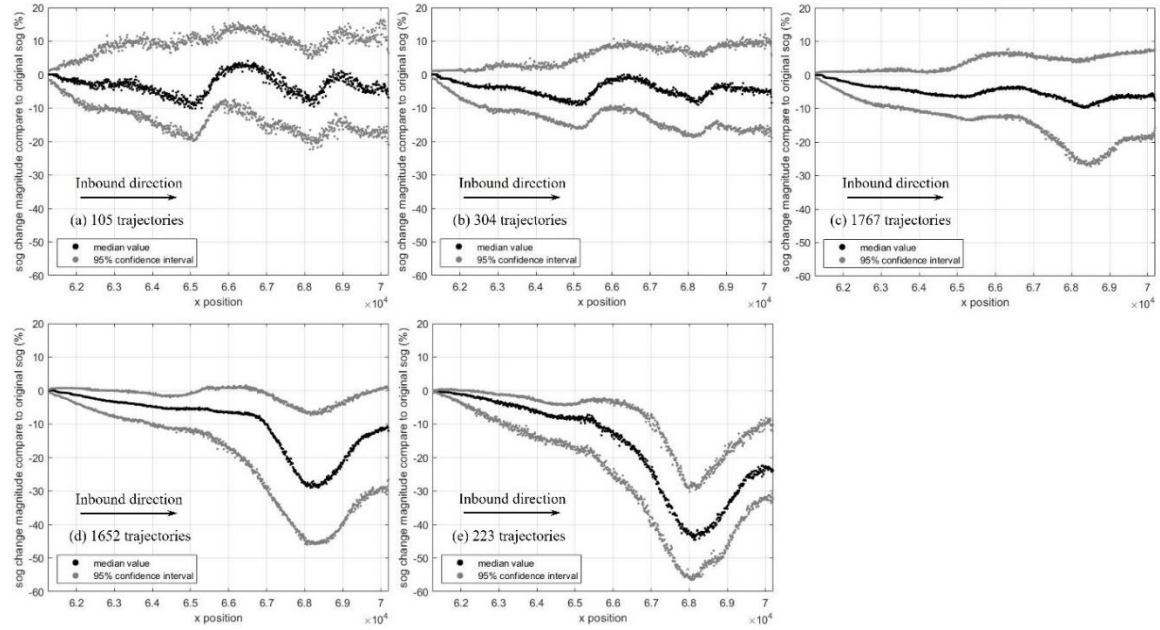 sog change magnitude compare to original sog (%)
20
10
0
-10
-20
-30
-40
-50
-60
Inbound direction
(a) 105 trajectories
median value
95% confidence interval
6.2 6.3 6.4 6.5 6.6 6.7 6.8 6.9 7
×10⁴
x position
sog change magnitude compare to original sog (%)
20
10
0
-10
-20
-30
-40
-50
-60
Inbound direction
(b) 304 trajectories
median value
95% confidence interval
6.2 6.3 6.4 6.5 6.6 6.7 6.8 6.9 7
×10⁴
x position
sog change magnitude compare to original sog (%)
20
10
0
-10
-20
-30
-40
-50
-60
Inbound direction
(c) 1767 trajectories
median value
95% confidence interval
6.2 6.3 6.4 6.5 6.6 6.7 6.8 6.9 7
×10⁴
x position
sog change magnitude compare to original sog (%)
20
10
0
-10
-20
-30
-40
-50
-60
Inbound direction
(d) 1652 trajectories
median value
95% confidence interval
6.2 6.3 6.4 6.5 6.6 6.7 6.8 6.9 7
×10⁴
x position
sog change magnitude compare to original sog (%)
20
10
0
-10
-20
-30
-40
-50
-60
Inbound direction
(e) 223 trajectories
median value
95% confidence interval
6.2 6.3 6.4 6.5 6.6 6.7 6.8 6.9 7
×10⁴
x position